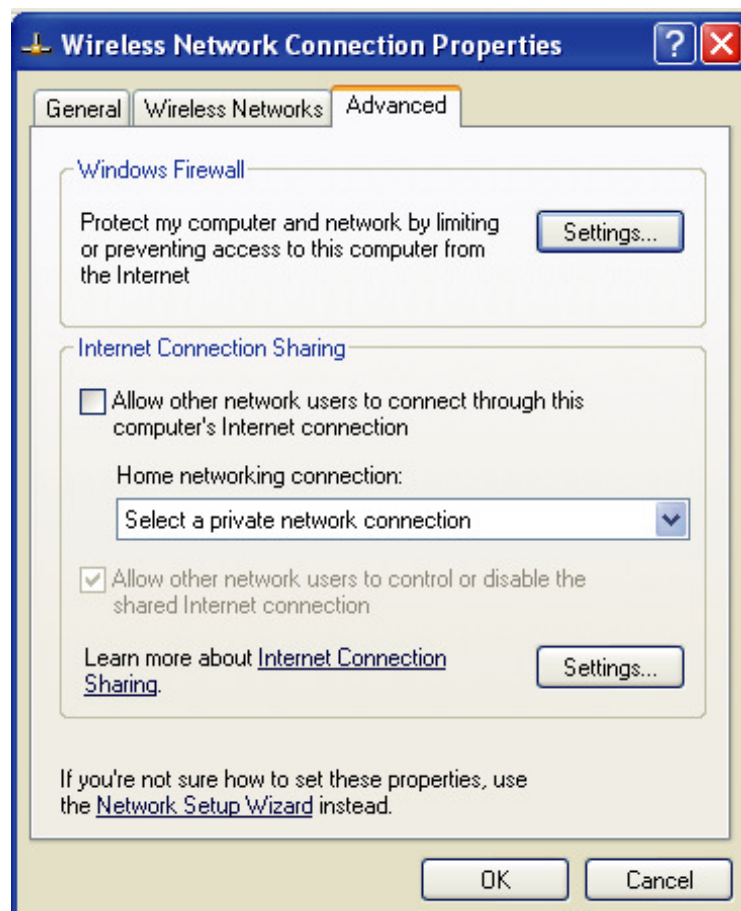 Wireless Network Connection Properties
General Wireless Networks Advanced
Windows Firewall
Protect my computer and network by limiting
or preventing access to this computer from
the Internet
Settings...
Internet Connection Sharing
Allow other network users to connect through this
computer's Internet connection
Home networking connection:
Select a private network connection
Allow other network users to control or disable the
shared Internet connection
Learn more about Internet Connection
Sharing.
Settings...
If you're not sure how to set these properties, use
the Network Setup Wizard instead.
OK Cancel